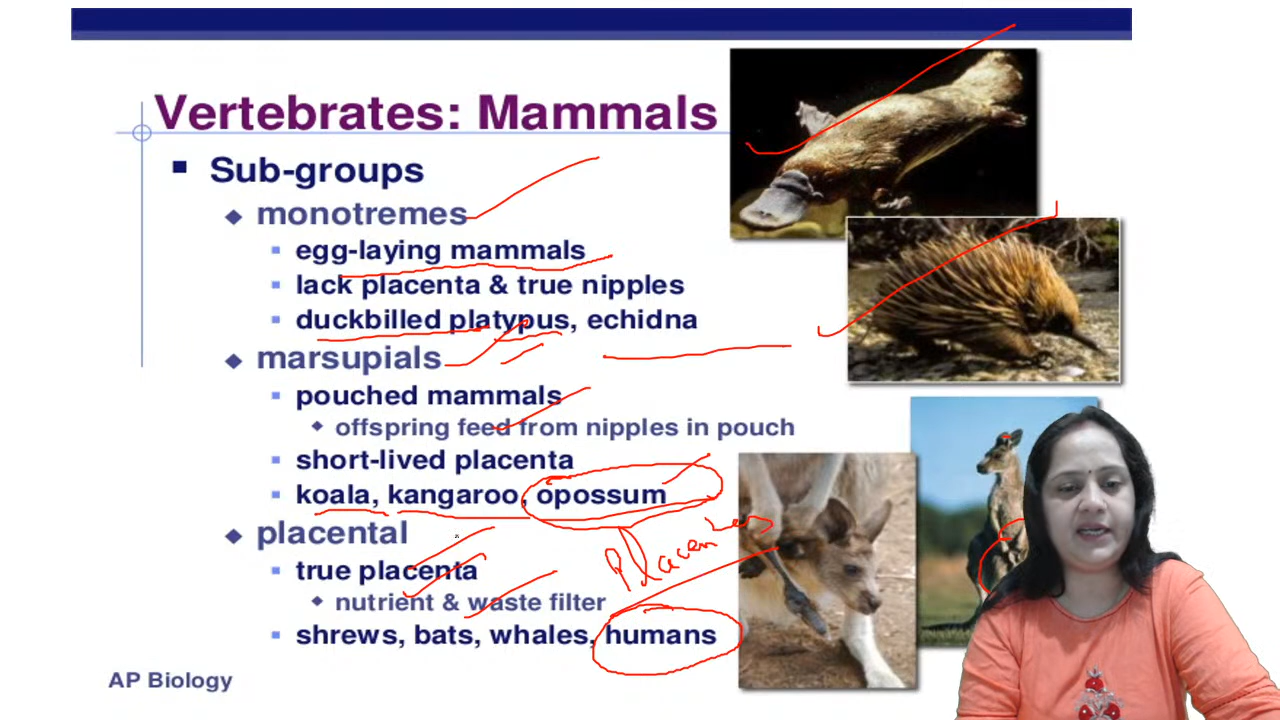 Vertebrates: Mammals
Sub-groups
monotremes
egg-laying mammals
lack placenta & true nipples
duckbilled platypus, echidna
marsupials
pouched mammals
offspring feed from nipples in pouch
short-lived placenta
koala, kangaroo, opossum
placental
true placenta
nutrient & waste filter
shrews, bats, whales, humans
AP Biology